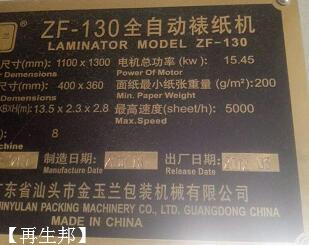 ZF-130全自动裱纸机
LAMINATOR MODEL ZF-130
尺寸(mm): 1100×1300 电机总功率(kw): 15.45
Demensions Power Of Motor
尺寸(mm): 400×360 面纸最小纸张重量(g/m²):200
Demensions Min. Paper Weight
×B×H(m):13.5×2.3×2.8 最高速度(sheet/h): 5000
Max.Speed
8
制造日期: 出厂日期:
Release Date
广东省汕头市金玉兰包装机械有限公司
JINYULAN PACKING MACHINERY CO., LTD. GUANGDONG CHINA
MADE IN CHINA
【再生邦】